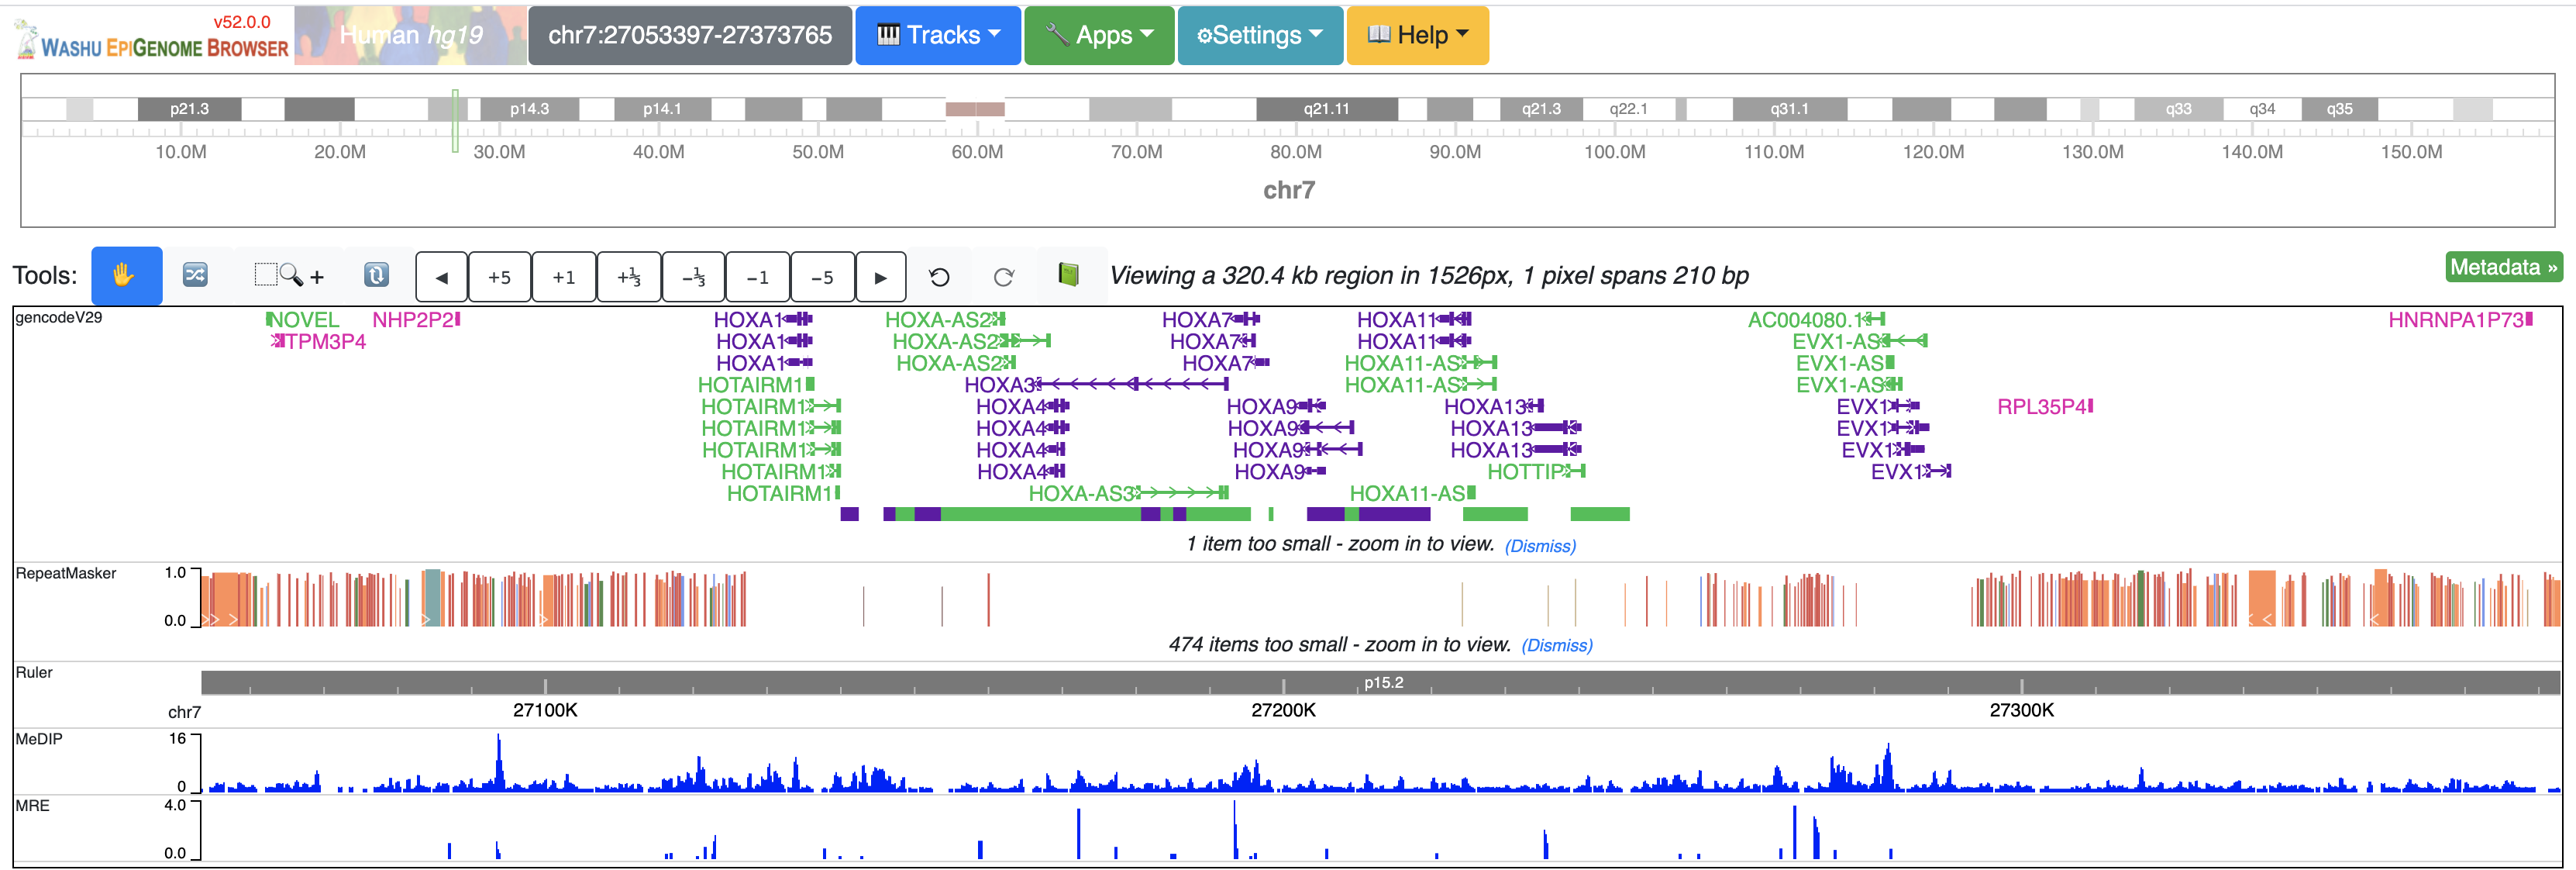 v52.0.0
WASHU EPIGENOME BROWSER
Human hg19
chr7:27053397-27373765
Tracks
Apps
Settings
Help
p21.3 p14.3 p14.1 q21.11 q21.3 q22.1 q31.1 q33 q34 q35
10.0M 20.0M 30.0M 40.0M 50.0M 60.0M 70.0M 80.0M 90.0M 100.0M 110.0M 120.0M 130.0M 140.0M 150.0M
chr7
Tools: + ◄ +5 +1 +⅓ -⅓ -1 -5 ► Viewing a 320.4 kb region in 1526px, 1 pixel spans 210 bp
Metadata »
gencodeV29
NOVEL NHP2P2 HOXA1 HOXA-AS2 HOXA7 HOXA11 AC004080.1 HNRNPA1P73
TPM3P4 HOXA1 HOXA-AS2 HOXA7 HOXA11 EVX1-AS
HOXA1 HOXA-AS2 HOXA7 HOXA11-AS EVX1-AS
HOTAIRM1 HOXA3 HOXA11-AS EVX1-AS
HOTAIRM1 HOXA4 HOXA9 HOXA13 EVX1 RPL35P4
HOTAIRM1 HOXA4 HOXA9 HOXA13 EVX1
HOTAIRM1 HOXA4 HOXA9 HOXA13 EVX1
HOTAIRM1 HOXA4 HOXA9 HOTTIP EVX1
HOTAIRM1 HOXA-AS3 HOXA11-AS
1 item too small - zoom in to view. (Dismiss)
RepeatMasker 1.0
0.0
474 items too small - zoom in to view. (Dismiss)
Ruler
p15.2
chr7 27100K 27200K 27300K
MeDIP 16
0
MRE 4.0
0.0